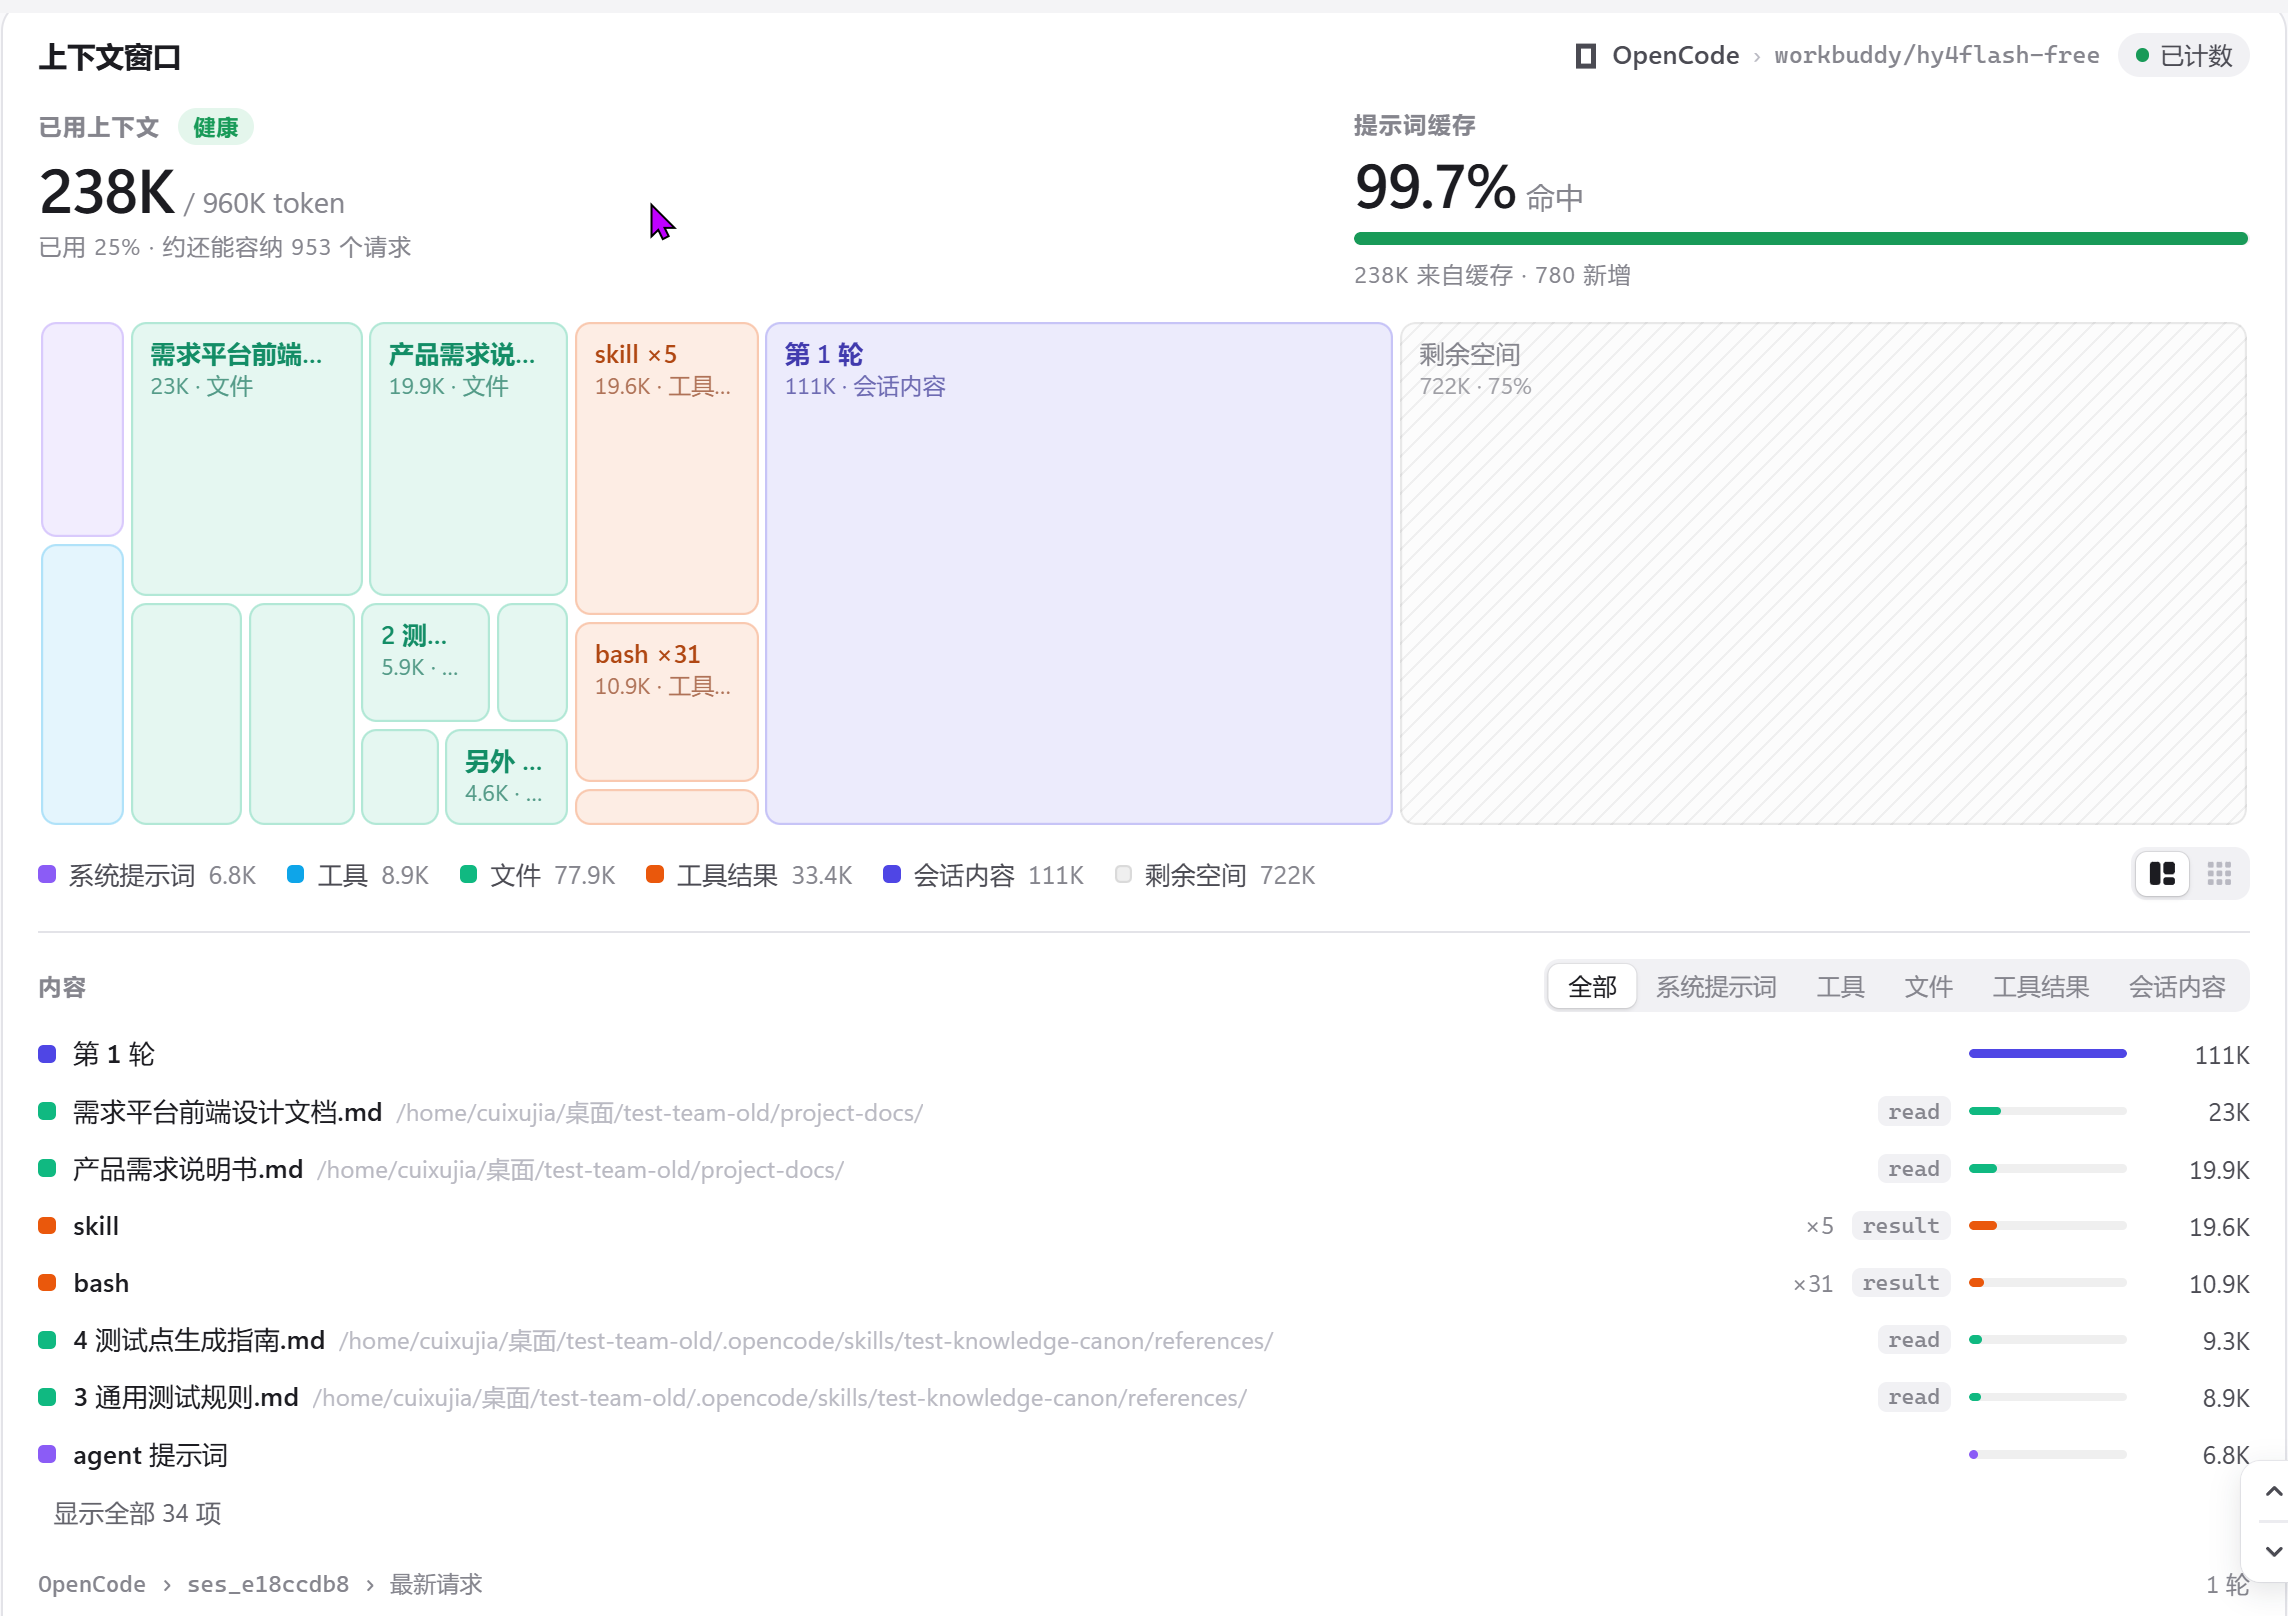 上下文窗口
OpenCode › workbuddy/hy4flash-free 已计数
已用上下文 健康
238K / 960K token
已用 25% · 约还能容纳 953 个请求
提示词缓存
99.7% 命中
238K 来自缓存 · 780 新增
需求平台前端...
23K · 文件
产品需求说...
19.9K · 文件
skill ×5
19.6K · 工具...
第 1 轮
111K · 会话内容
剩余空间
722K · 75%
2 测...
5.9K · ...
bash ×31
10.9K · 工具...
另外 ...
4.6K · ...
系统提示词 6.8K 工具 8.9K 文件 77.9K 工具结果 33.4K 会话内容 111K 剩余空间 722K
内容
全部 系统提示词 工具 文件 工具结果 会话内容
第 1 轮 111K
需求平台前端设计文档.md /home/cuixujia/桌面/test-team-old/project-docs/ read 23K
产品需求说明书.md /home/cuixujia/桌面/test-team-old/project-docs/ read 19.9K
skill ×5 result 19.6K
bash ×31 result 10.9K
4 测试点生成指南.md /home/cuixujia/桌面/test-team-old/.opencode/skills/test-knowledge-canon/references/ read 9.3K
3 通用测试规则.md /home/cuixujia/桌面/test-team-old/.opencode/skills/test-knowledge-canon/references/ read 8.9K
agent 提示词 6.8K
显示全部 34 项
OpenCode › ses_e18ccdb8 › 最新请求 1 轮